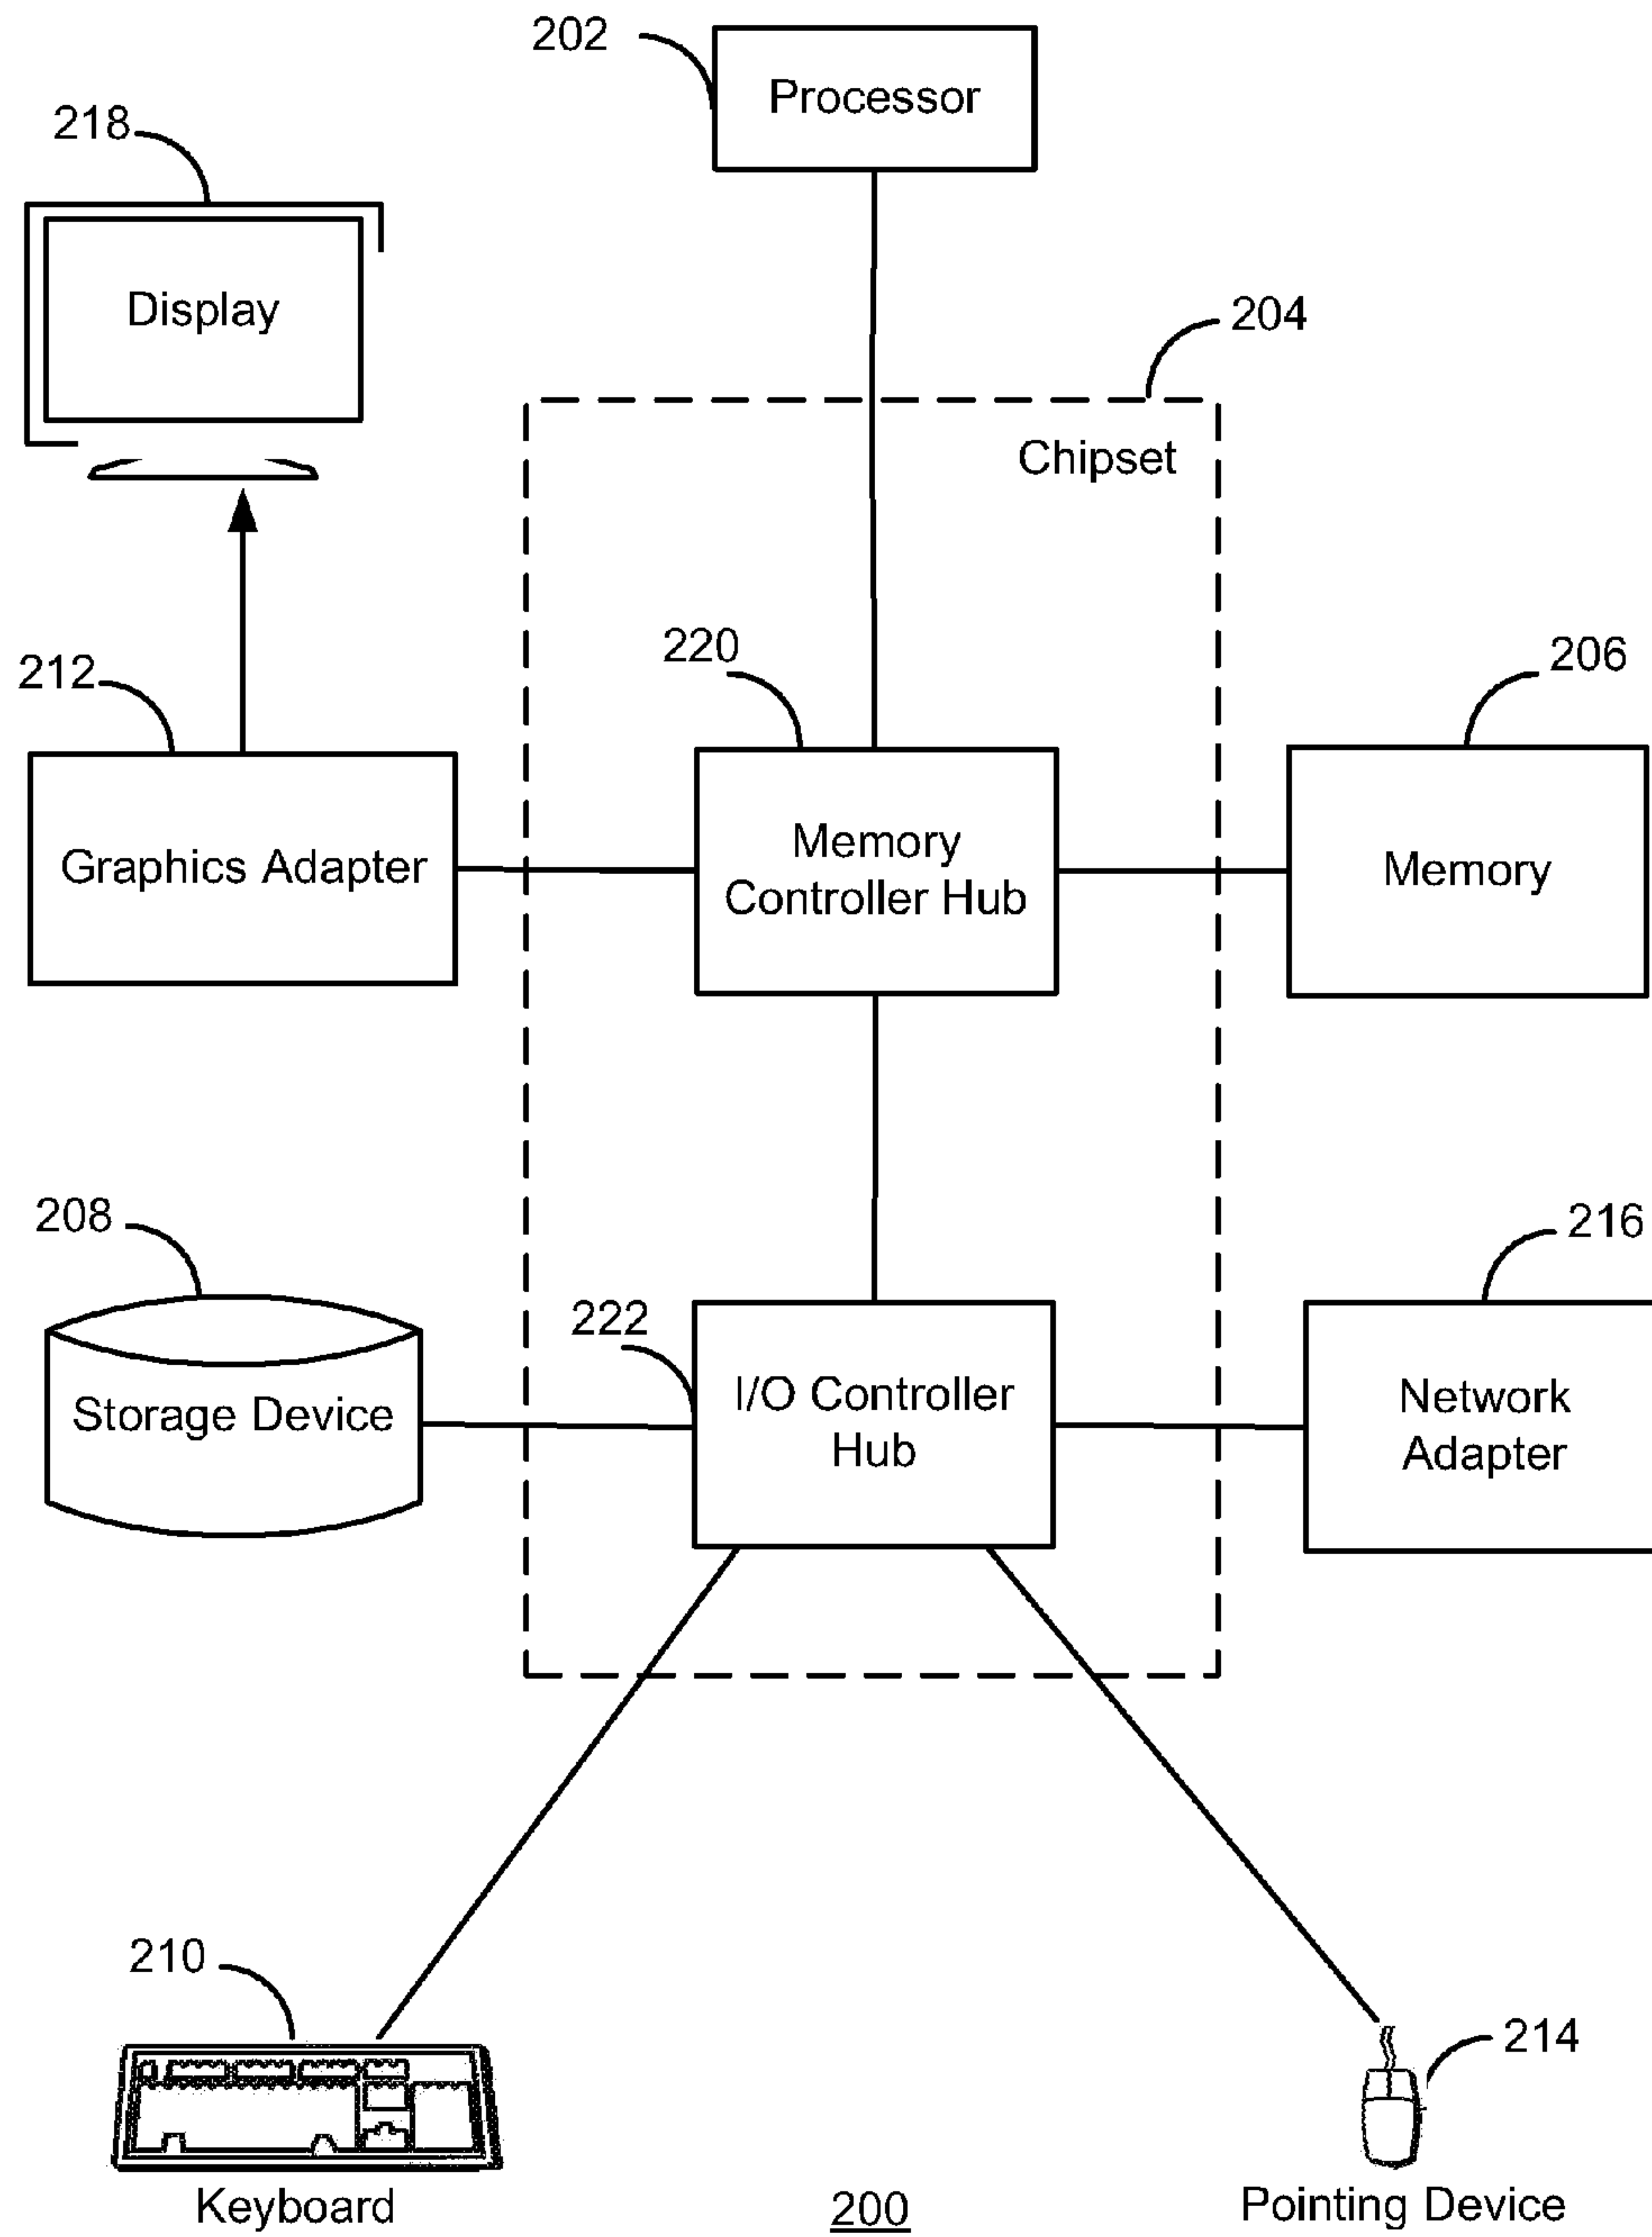 202
Processor
218
Display
204
Chipset
212
220
206
Graphics Adapter
Memory
Controller Hub
Memory
208
222
216
Storage Device
I/O Controller
Hub
Network
Adapter
210
214
Keyboard
200
Pointing Device